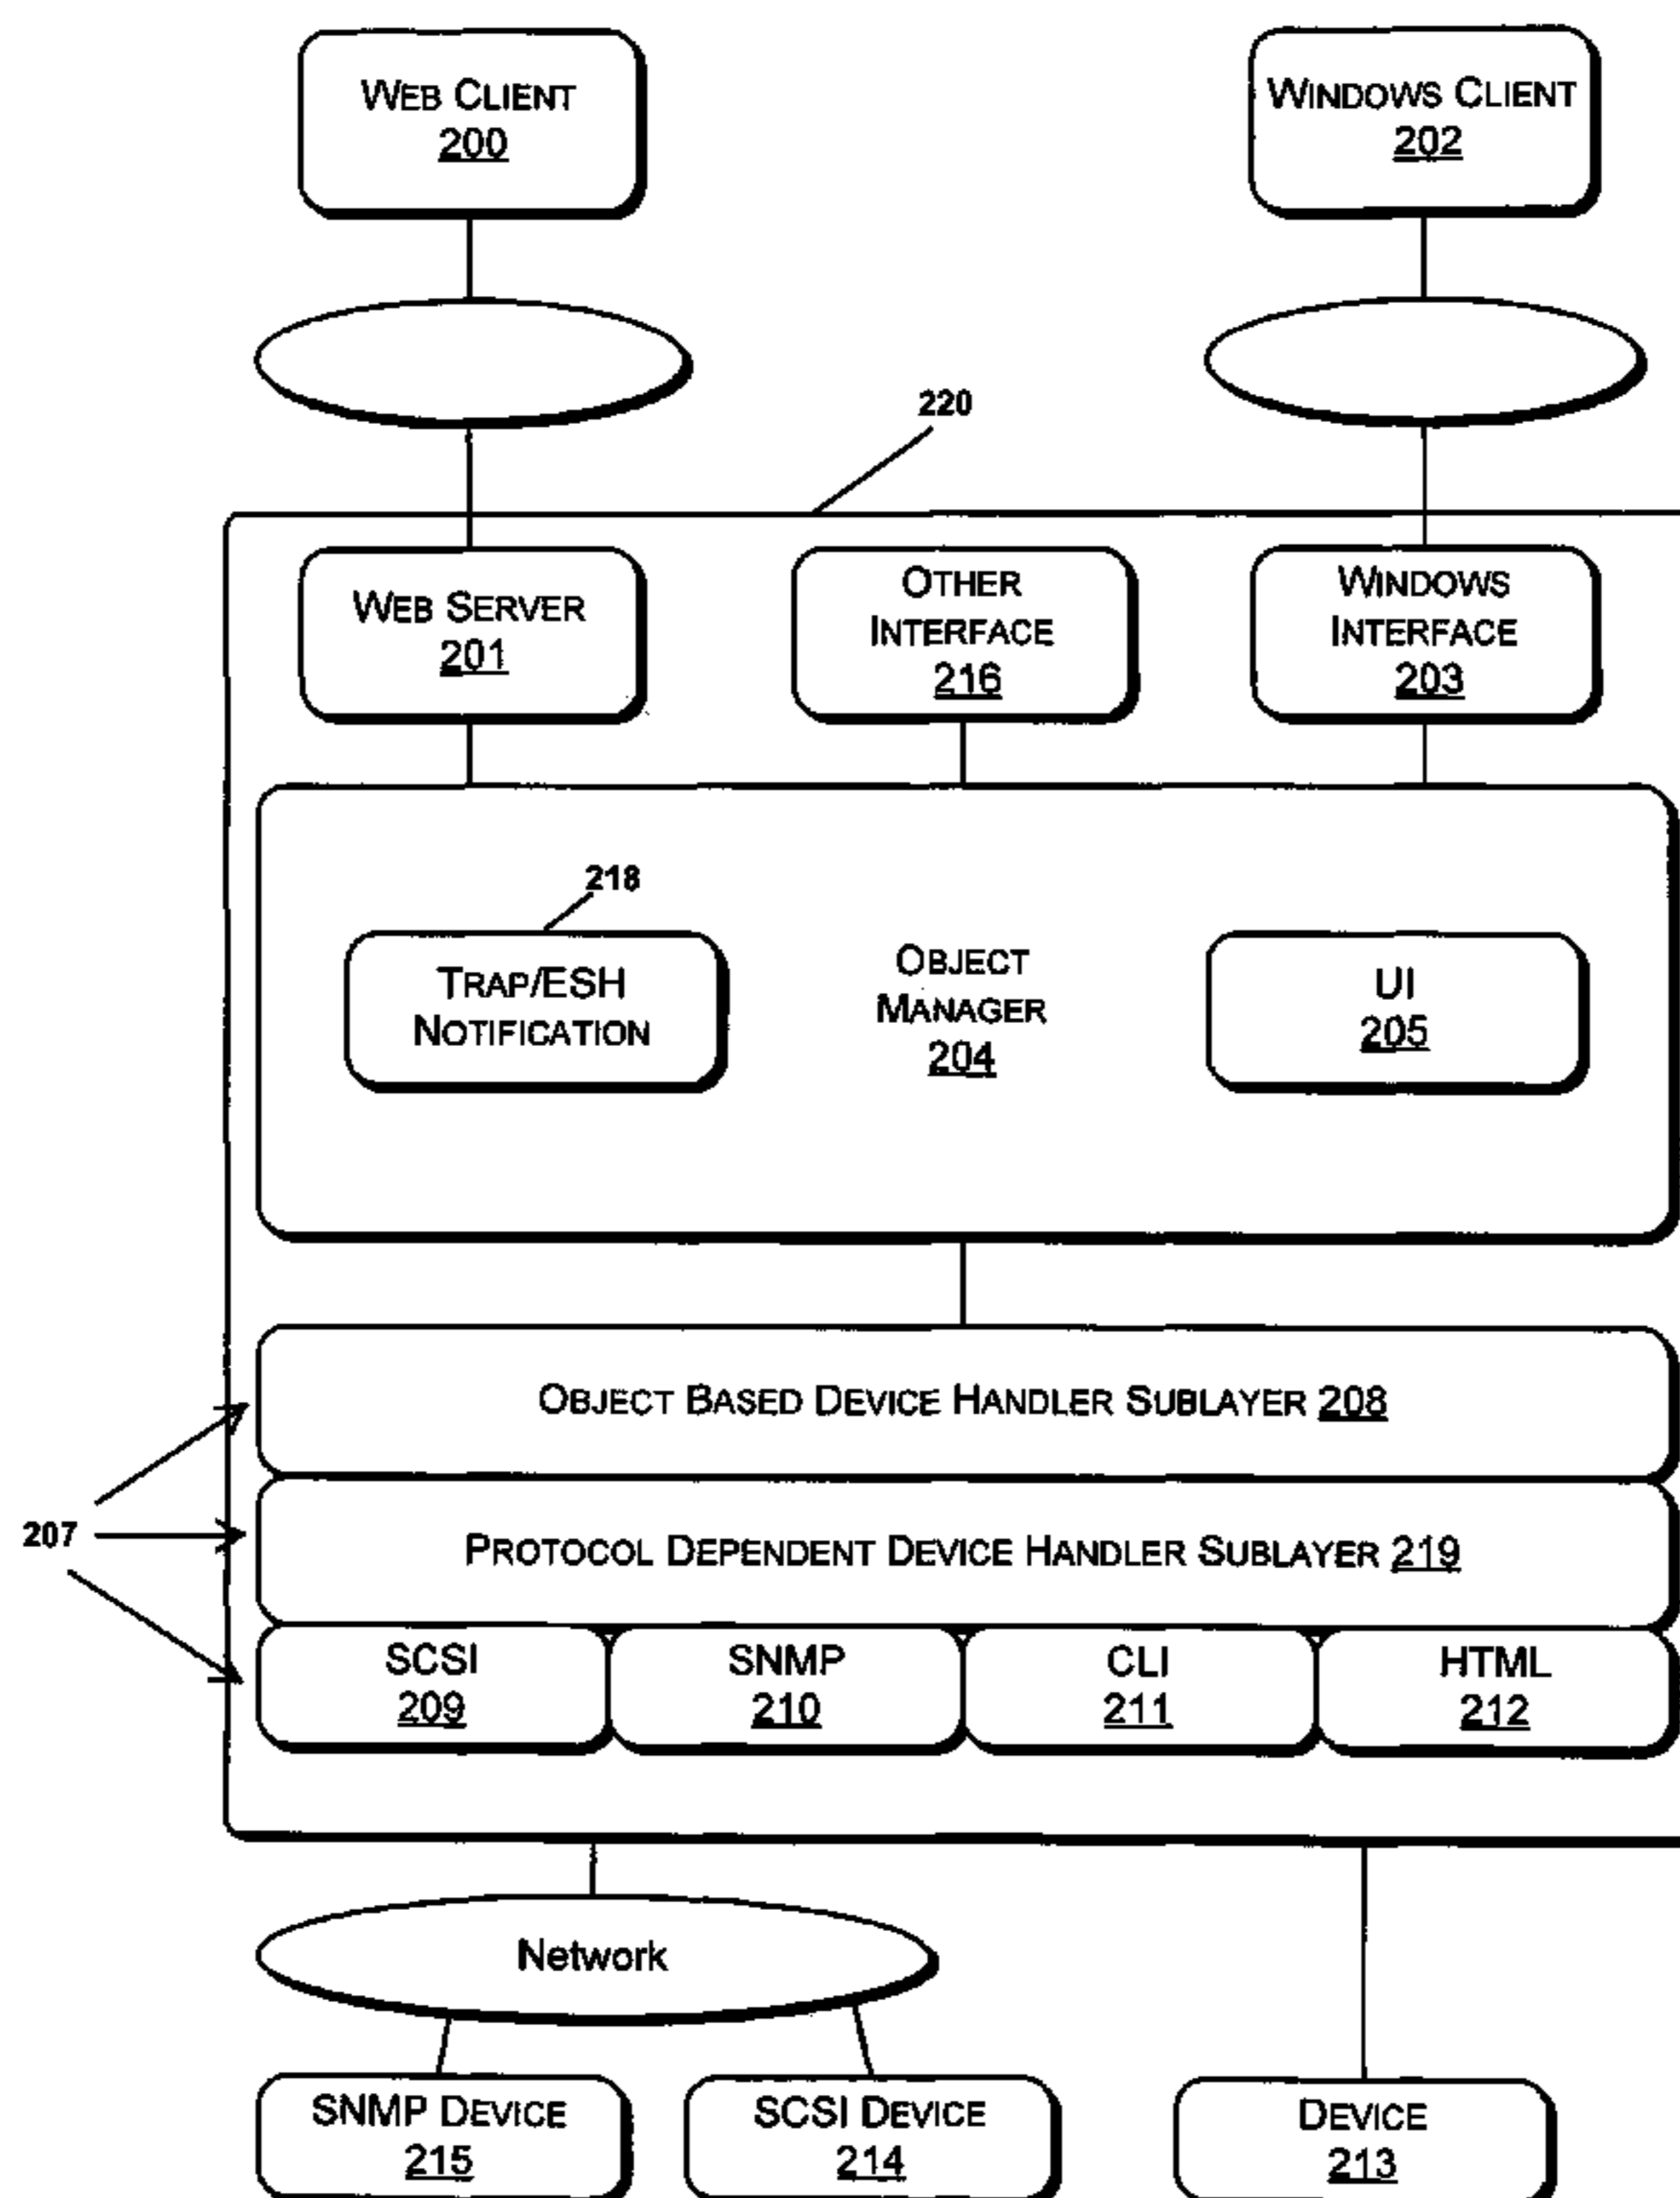 WEB CLIENT
200
WINDOWS CLIENT
202
220
WEB SERVER
201
OTHER
INTERFACE
216
WINDOWS
INTERFACE
203
218
TRAP/ESH
NOTIFICATION
OBJECT
MANAGER
204
UI
205
OBJECT BASED DEVICE HANDLER SUBLAYER 208
207
PROTOCOL DEPENDENT DEVICE HANDLER SUBLAYER 219
SCSI
209
SNMP
210
CLI
211
HTML
212
Network
SNMP DEVICE
215
SCSI DEVICE
214
DEVICE
213